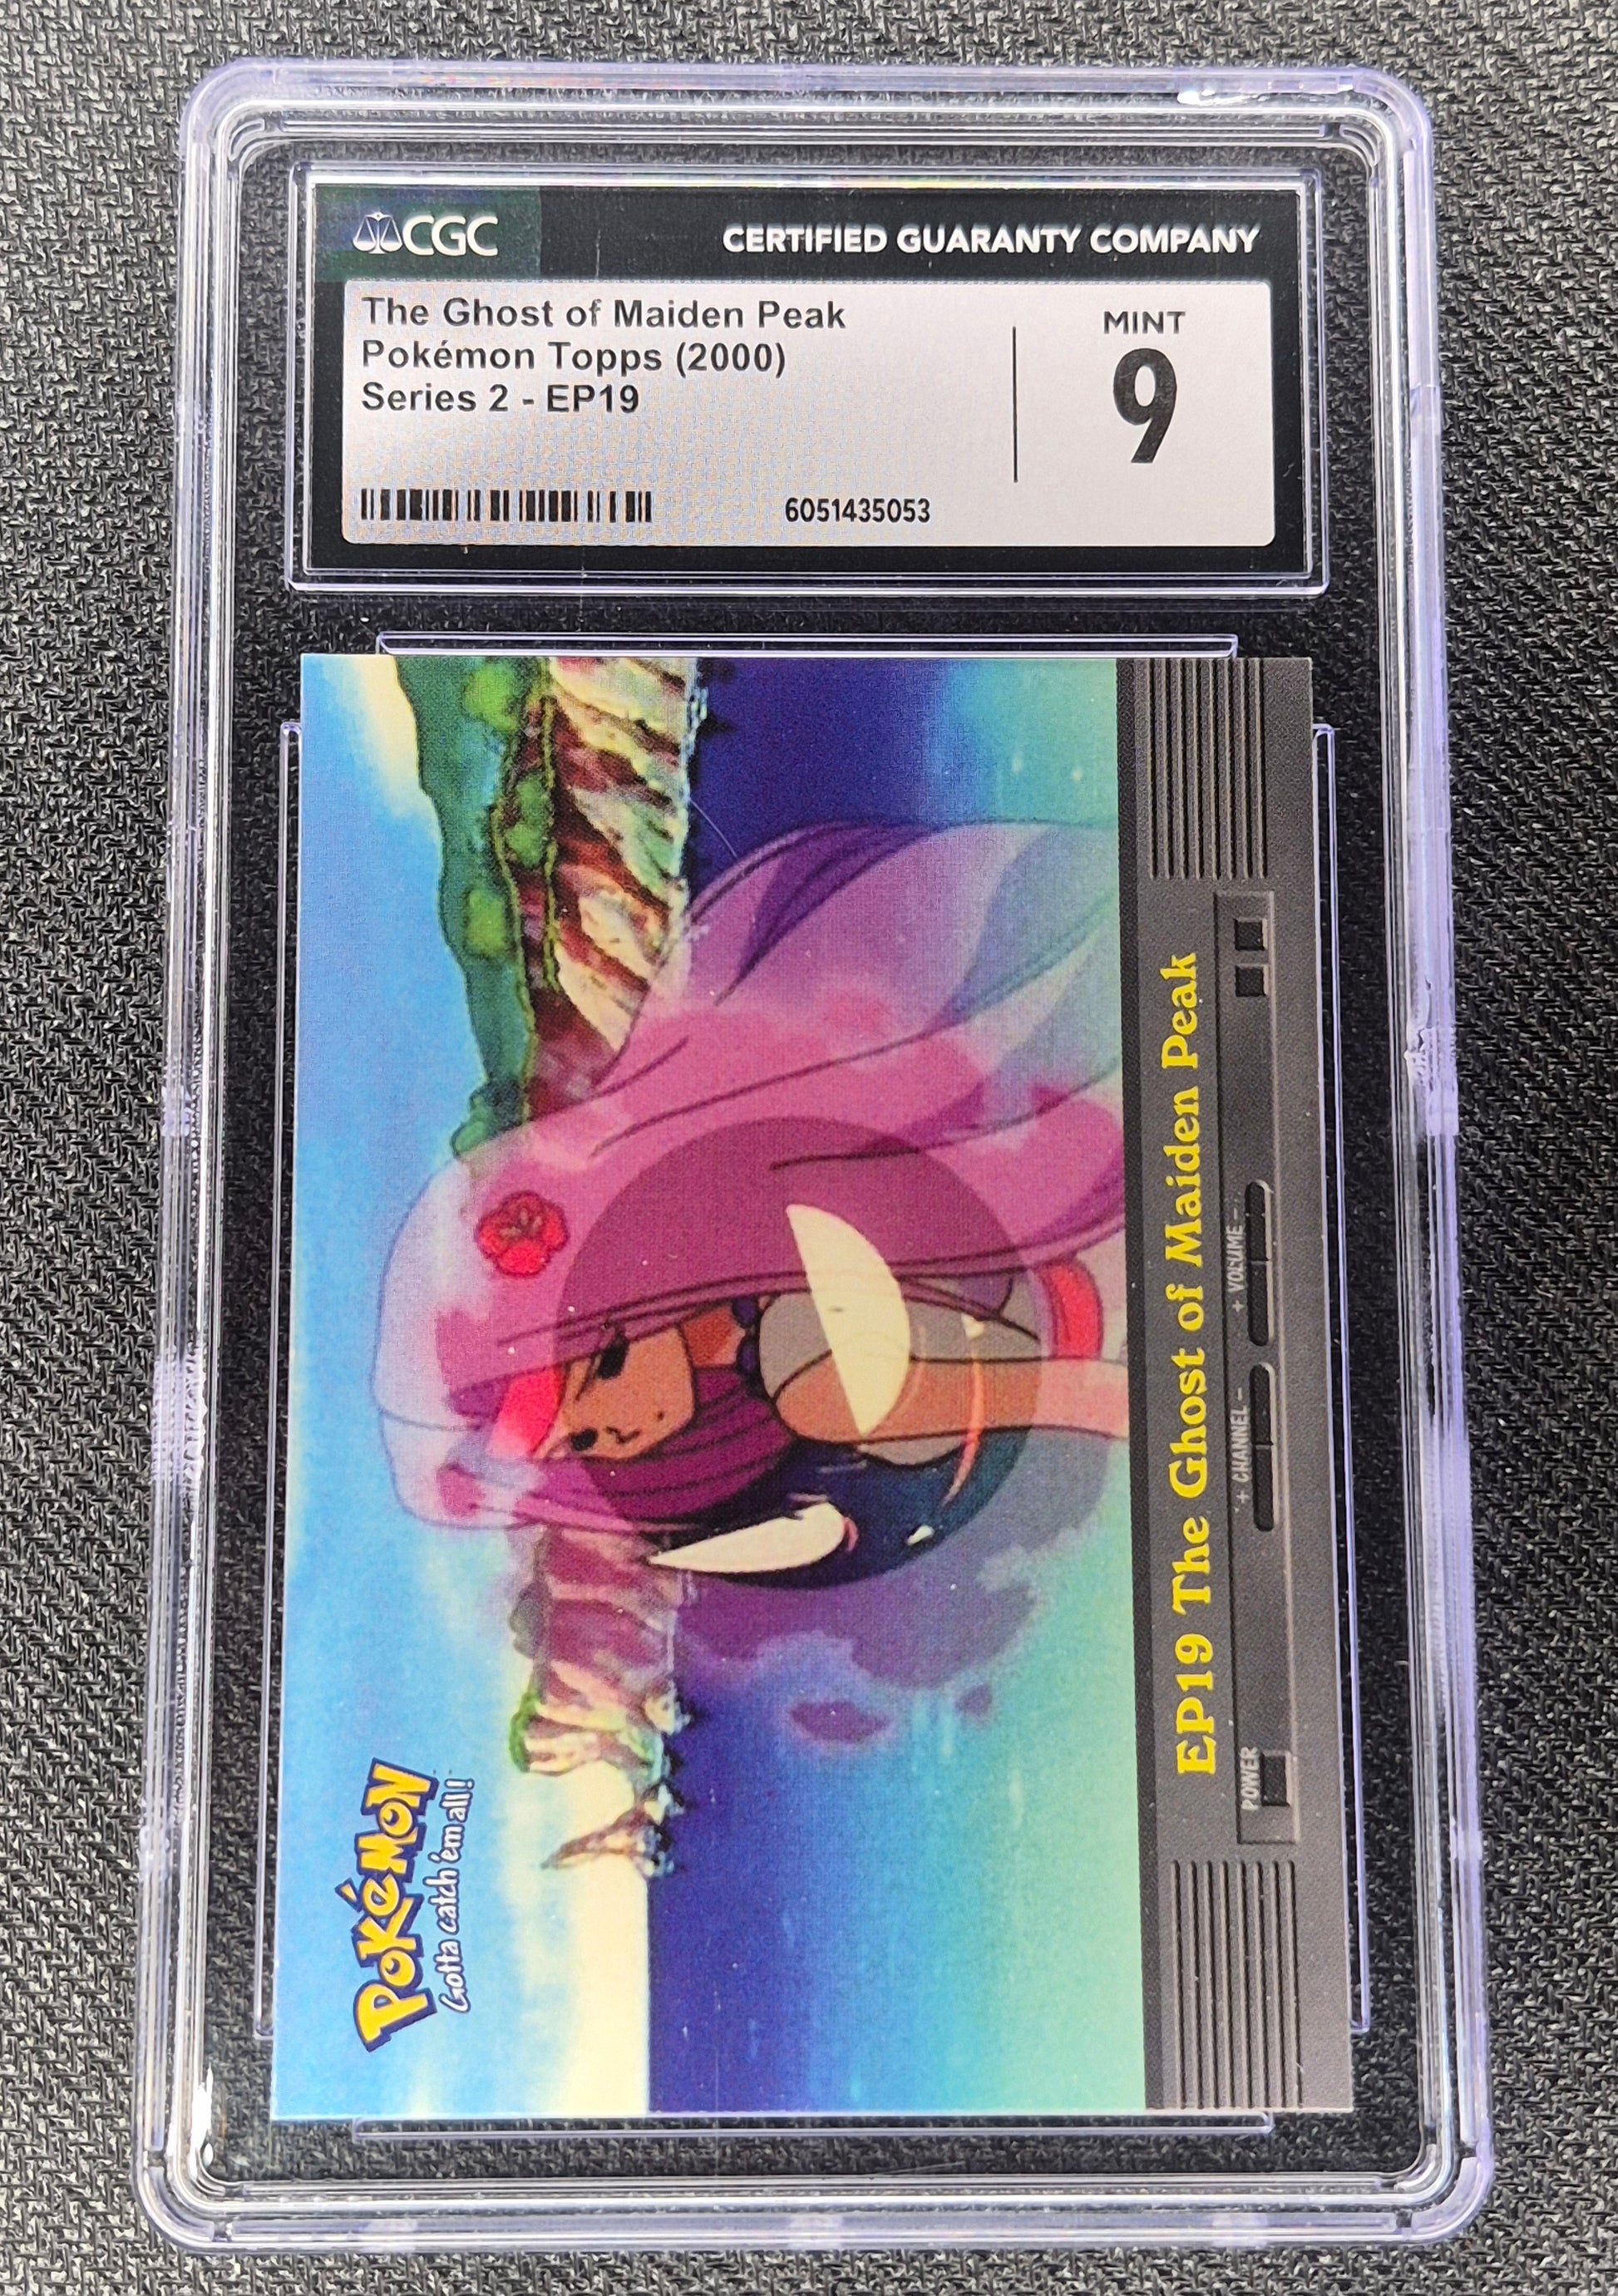 CGC
CERTIFIED GUARANTY COMPANY
The Ghost of Maiden Peak
Pokémon Topps (2000)
Series 2 - EP19
MINT
9
6051435053
POKéMON
Gotta catch 'em all!
EP19 The Ghost of Maiden Peak
POWER
+ CHANNEL -
+ VOLUME -